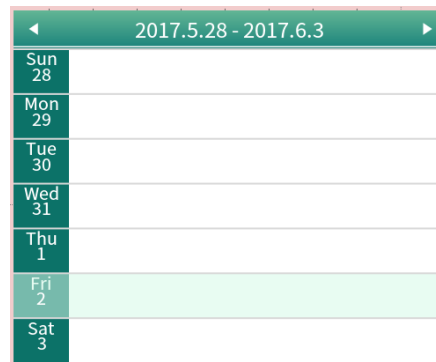 2017.5.28 - 2017.6.3
Sun
28
Mon
29
Tue
30
Wed
31
Thu
1
Fri
2
Sat
3